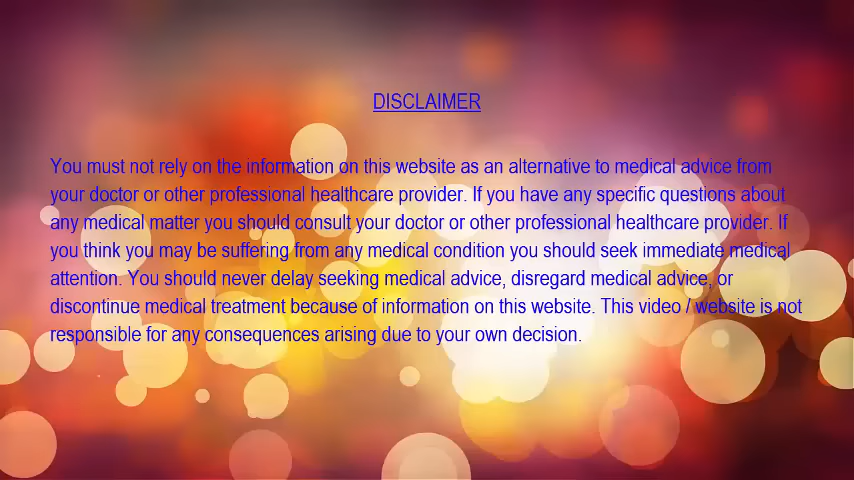 DISCLAIMER
You must not rely on the information on this website as an alternative to medical advice from
your doctor or other professional healthcare provider. If you have any specific questions about
any medical matter you should consult your doctor or other professional healthcare provider. If
you think you may be suffering from any medical condition you should seek immediate medical
attention. You should never delay seeking medical advice, disregard medical advice, or
discontinue medical treatment because of information on this website. This video / website is not
responsible for any consequences arising due to your own decision.